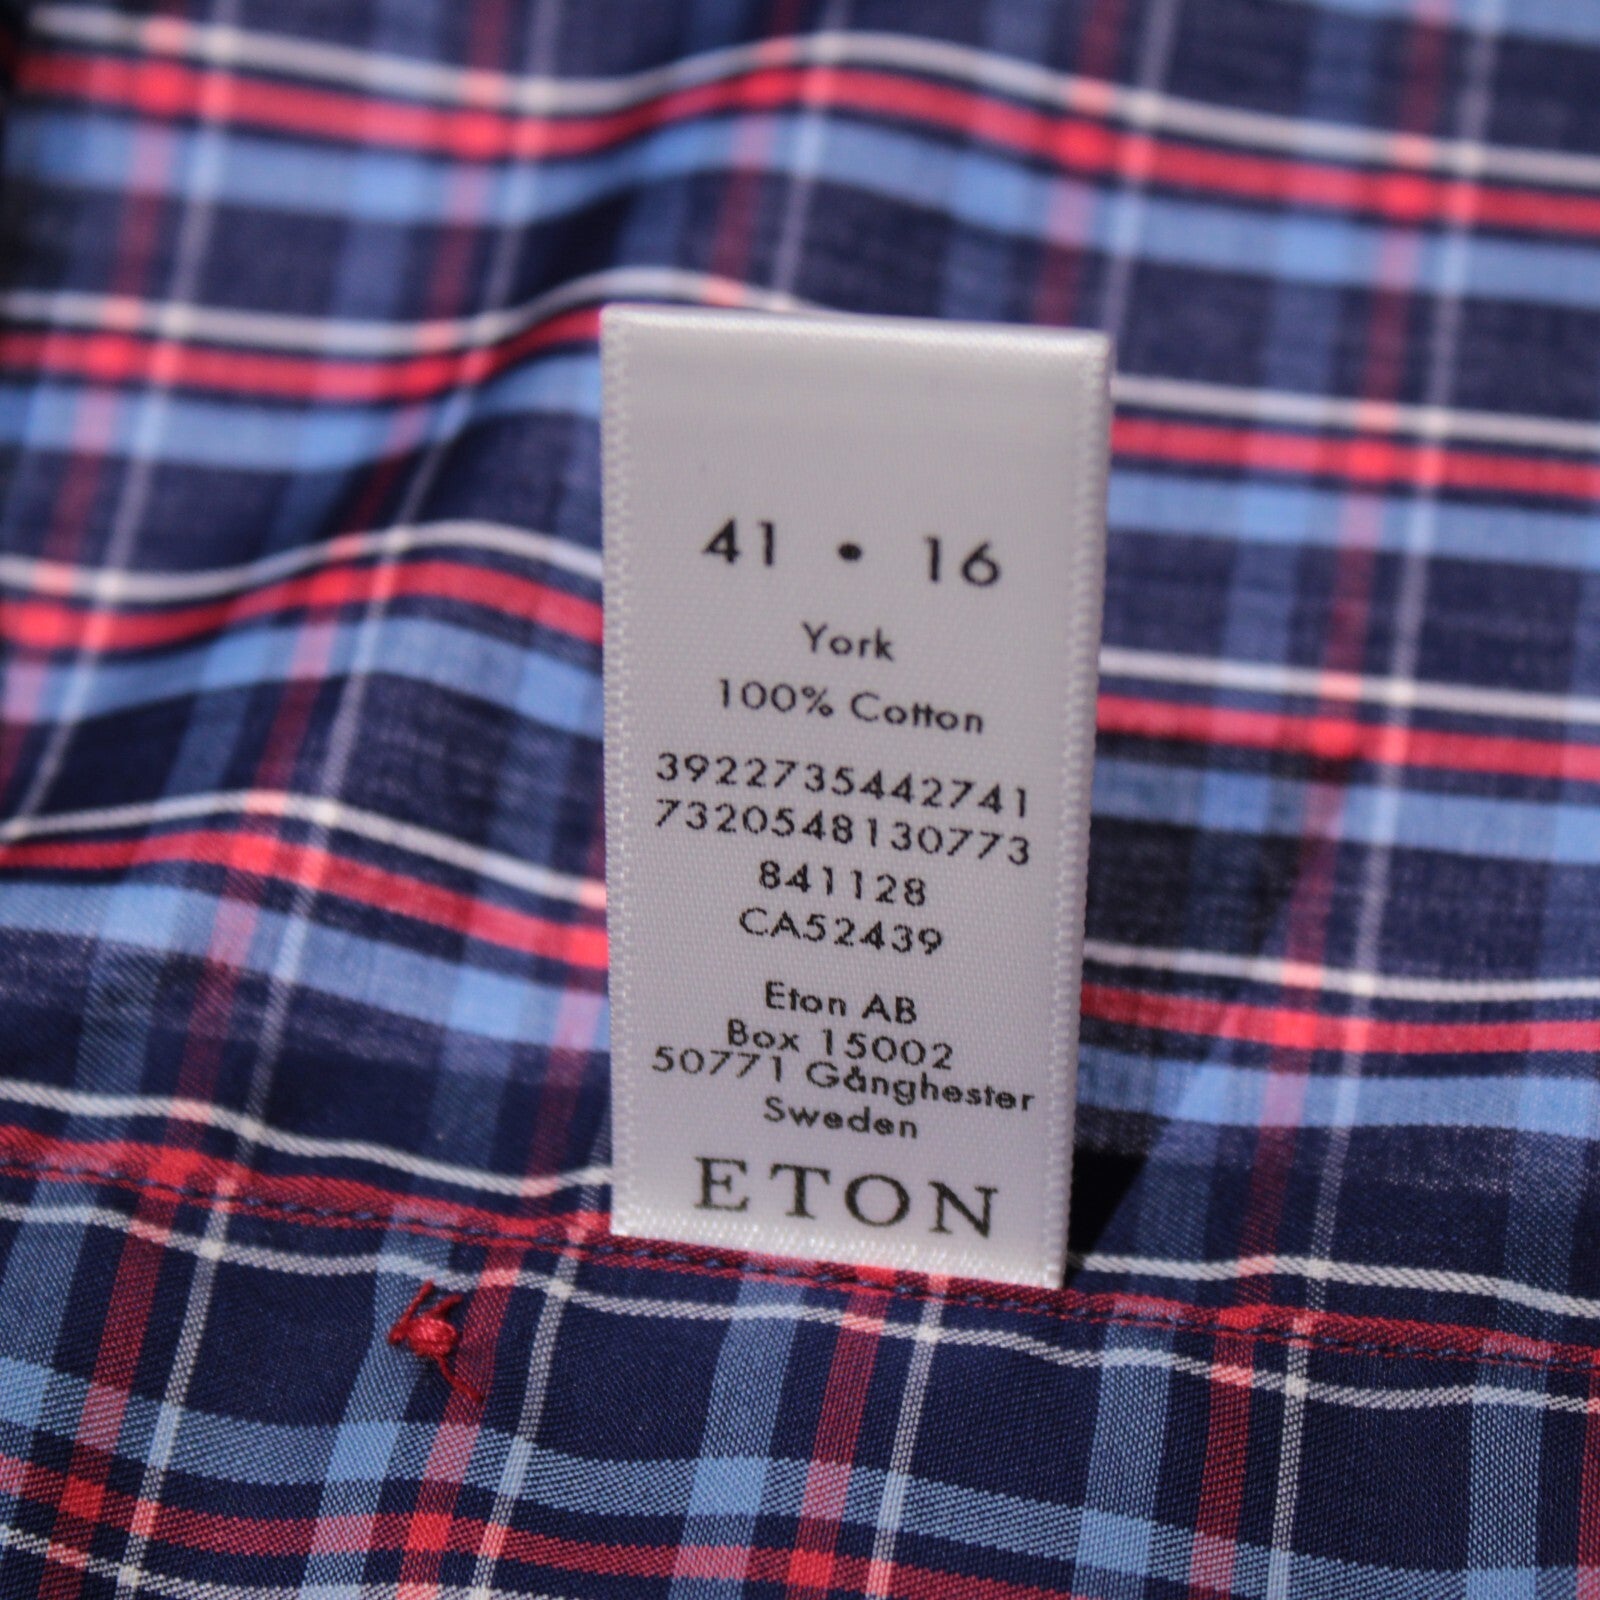 41 • 16
York
100% Cotton
3922735442741
7320548130773
841128
CA52439
Eton AB
Box 15002
50771 Gånghester
Sweden
ETON